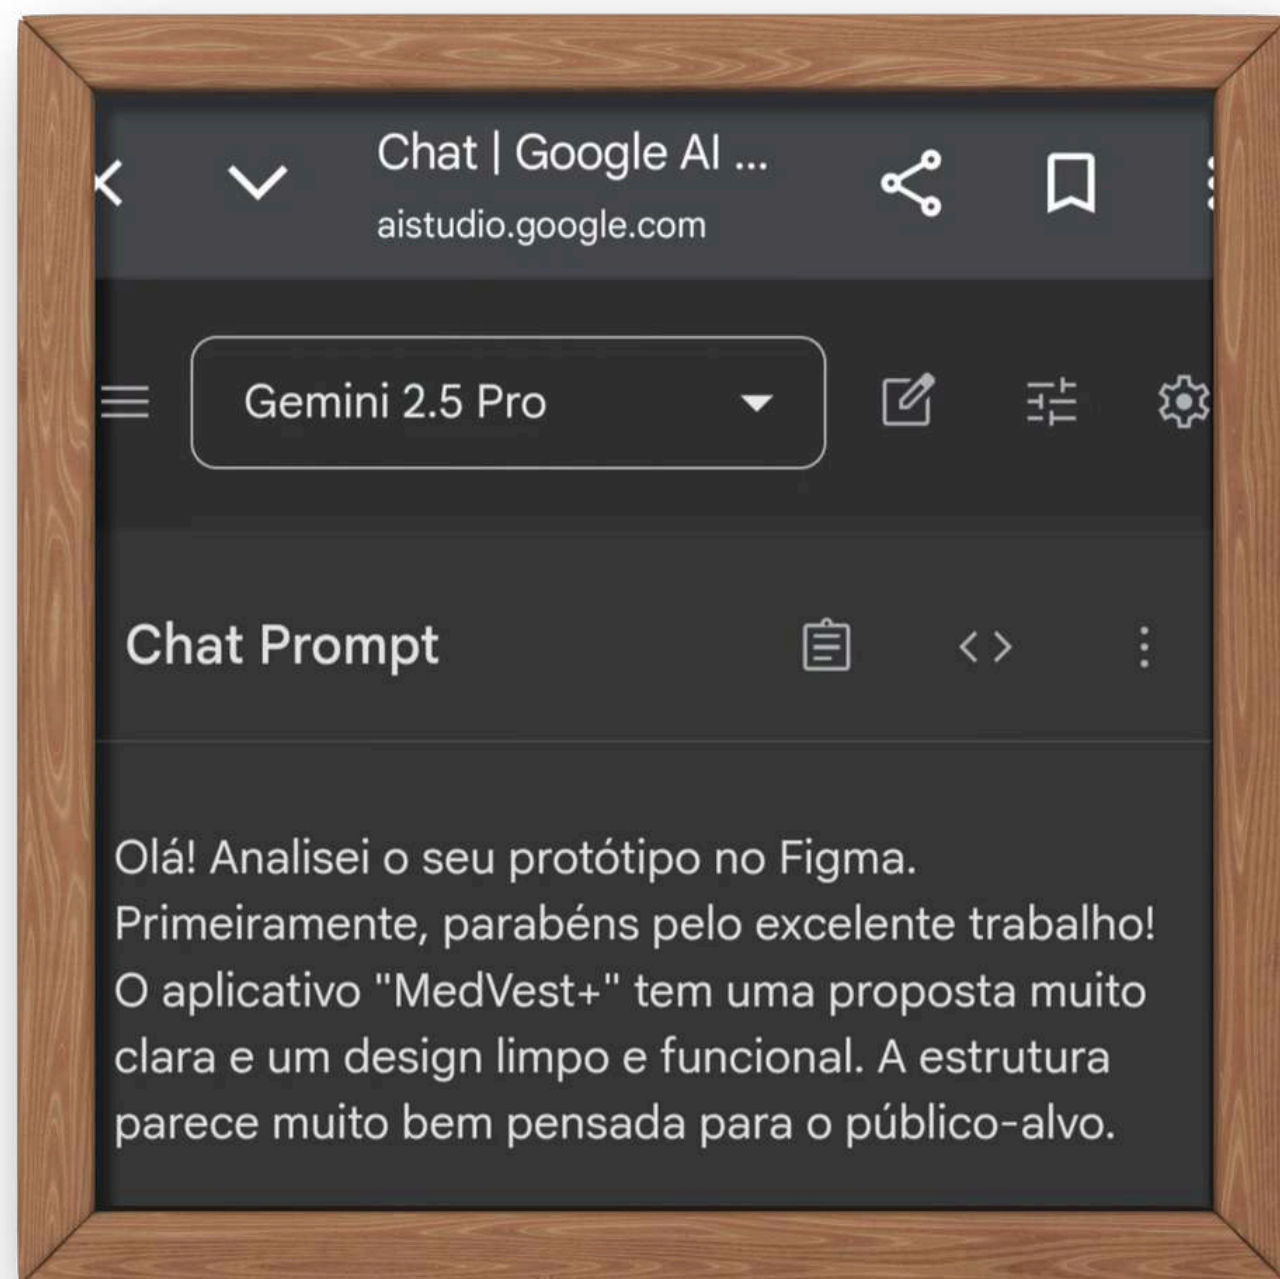 Chat | Google AI ...
aistudio.google.com
Gemini 2.5 Pro
Chat Prompt
Olá! Analisei o seu protótipo no Figma.
Primeiramente, parabéns pelo excelente trabalho!
O aplicativo "MedVest+" tem uma proposta muito
clara e um design limpo e funcional. A estrutura
parece muito bem pensada para o público-alvo.